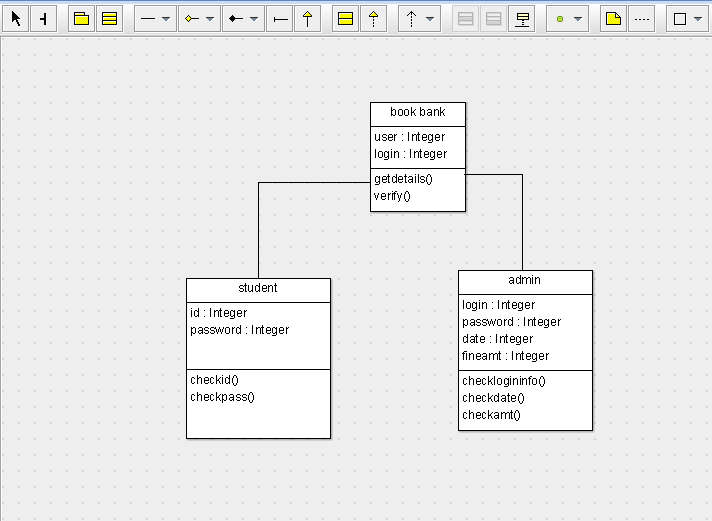 book bank
user : Integer
login : Integer
getdetails()
verify()
student
id : Integer
password : Integer
checkid()
checkpass()
admin
login : Integer
password : Integer
date : Integer
fineamt : Integer
checklogininfo()
checkdate()
checkamt()